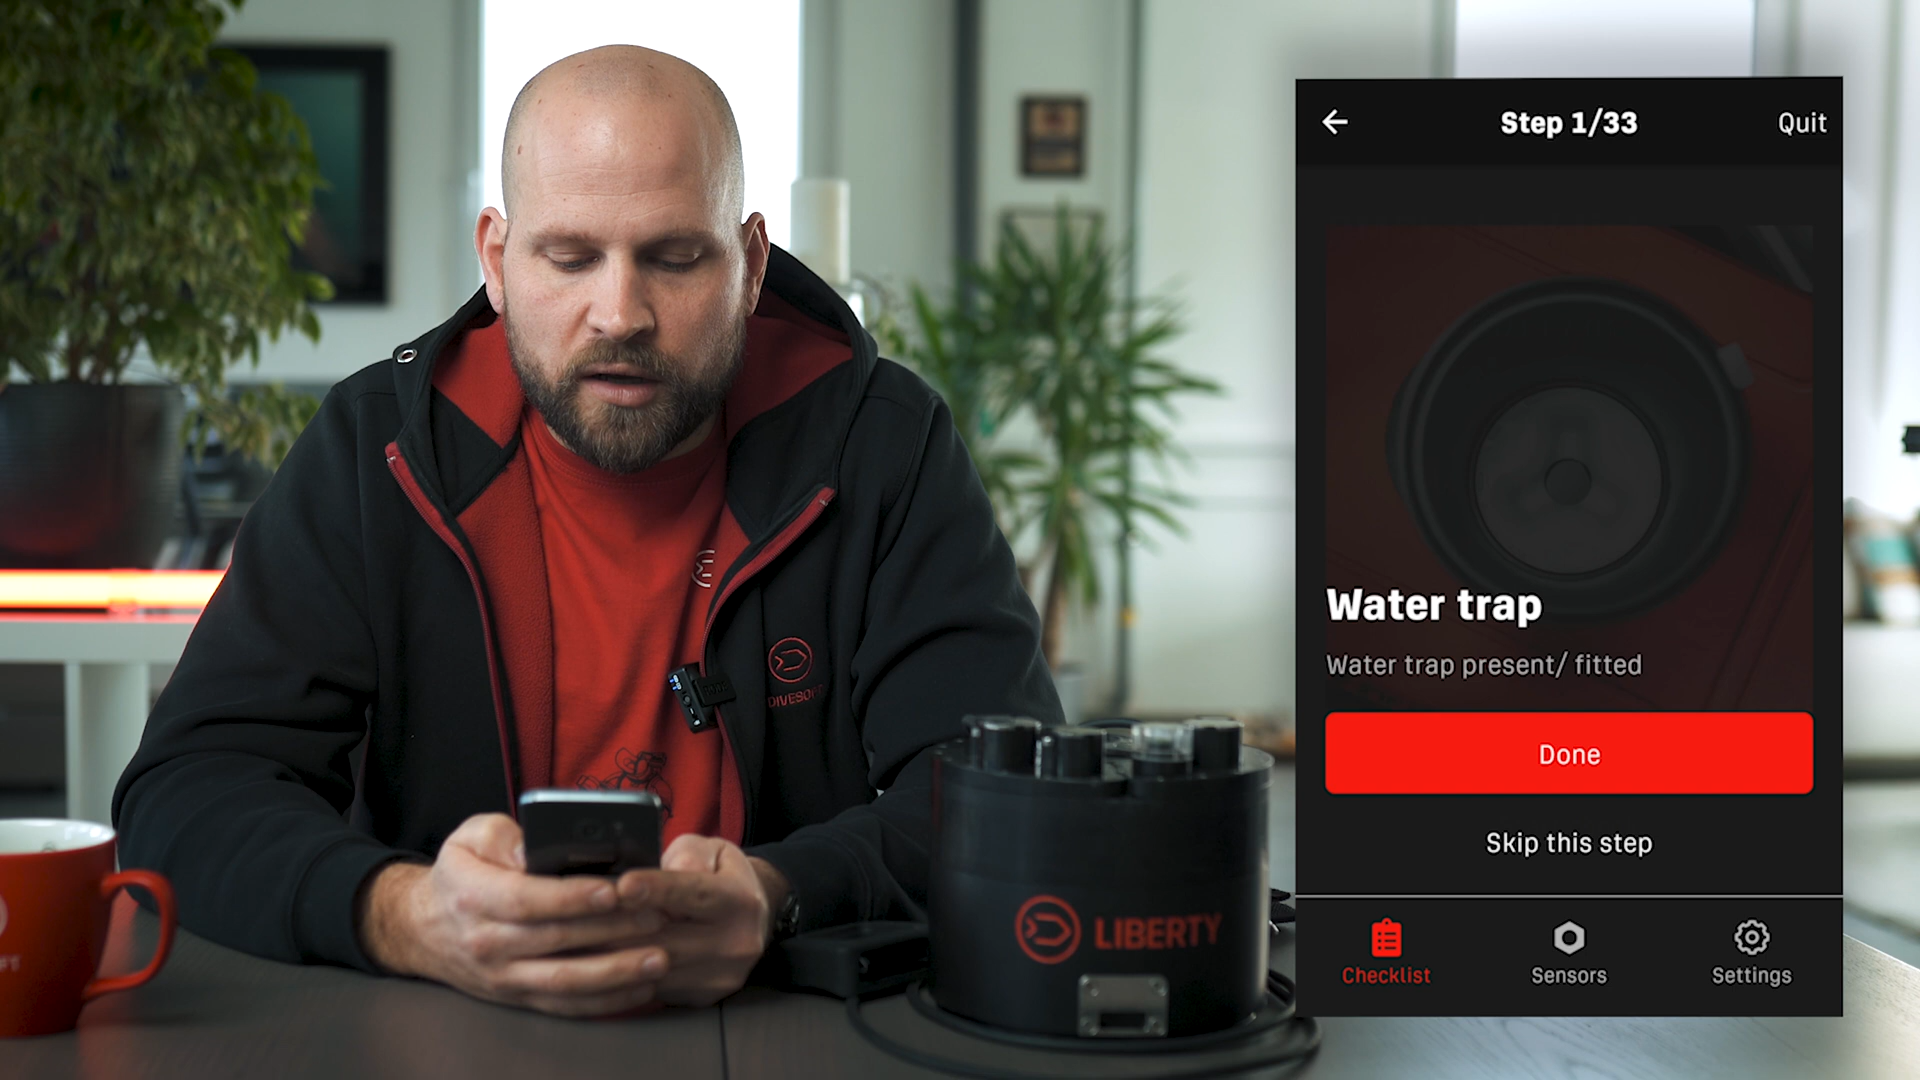 Step 1/33
Quit
Water trap
Water trap present/ fitted
Done
Skip this step
Checklist
Sensors
Settings
LIBERTY